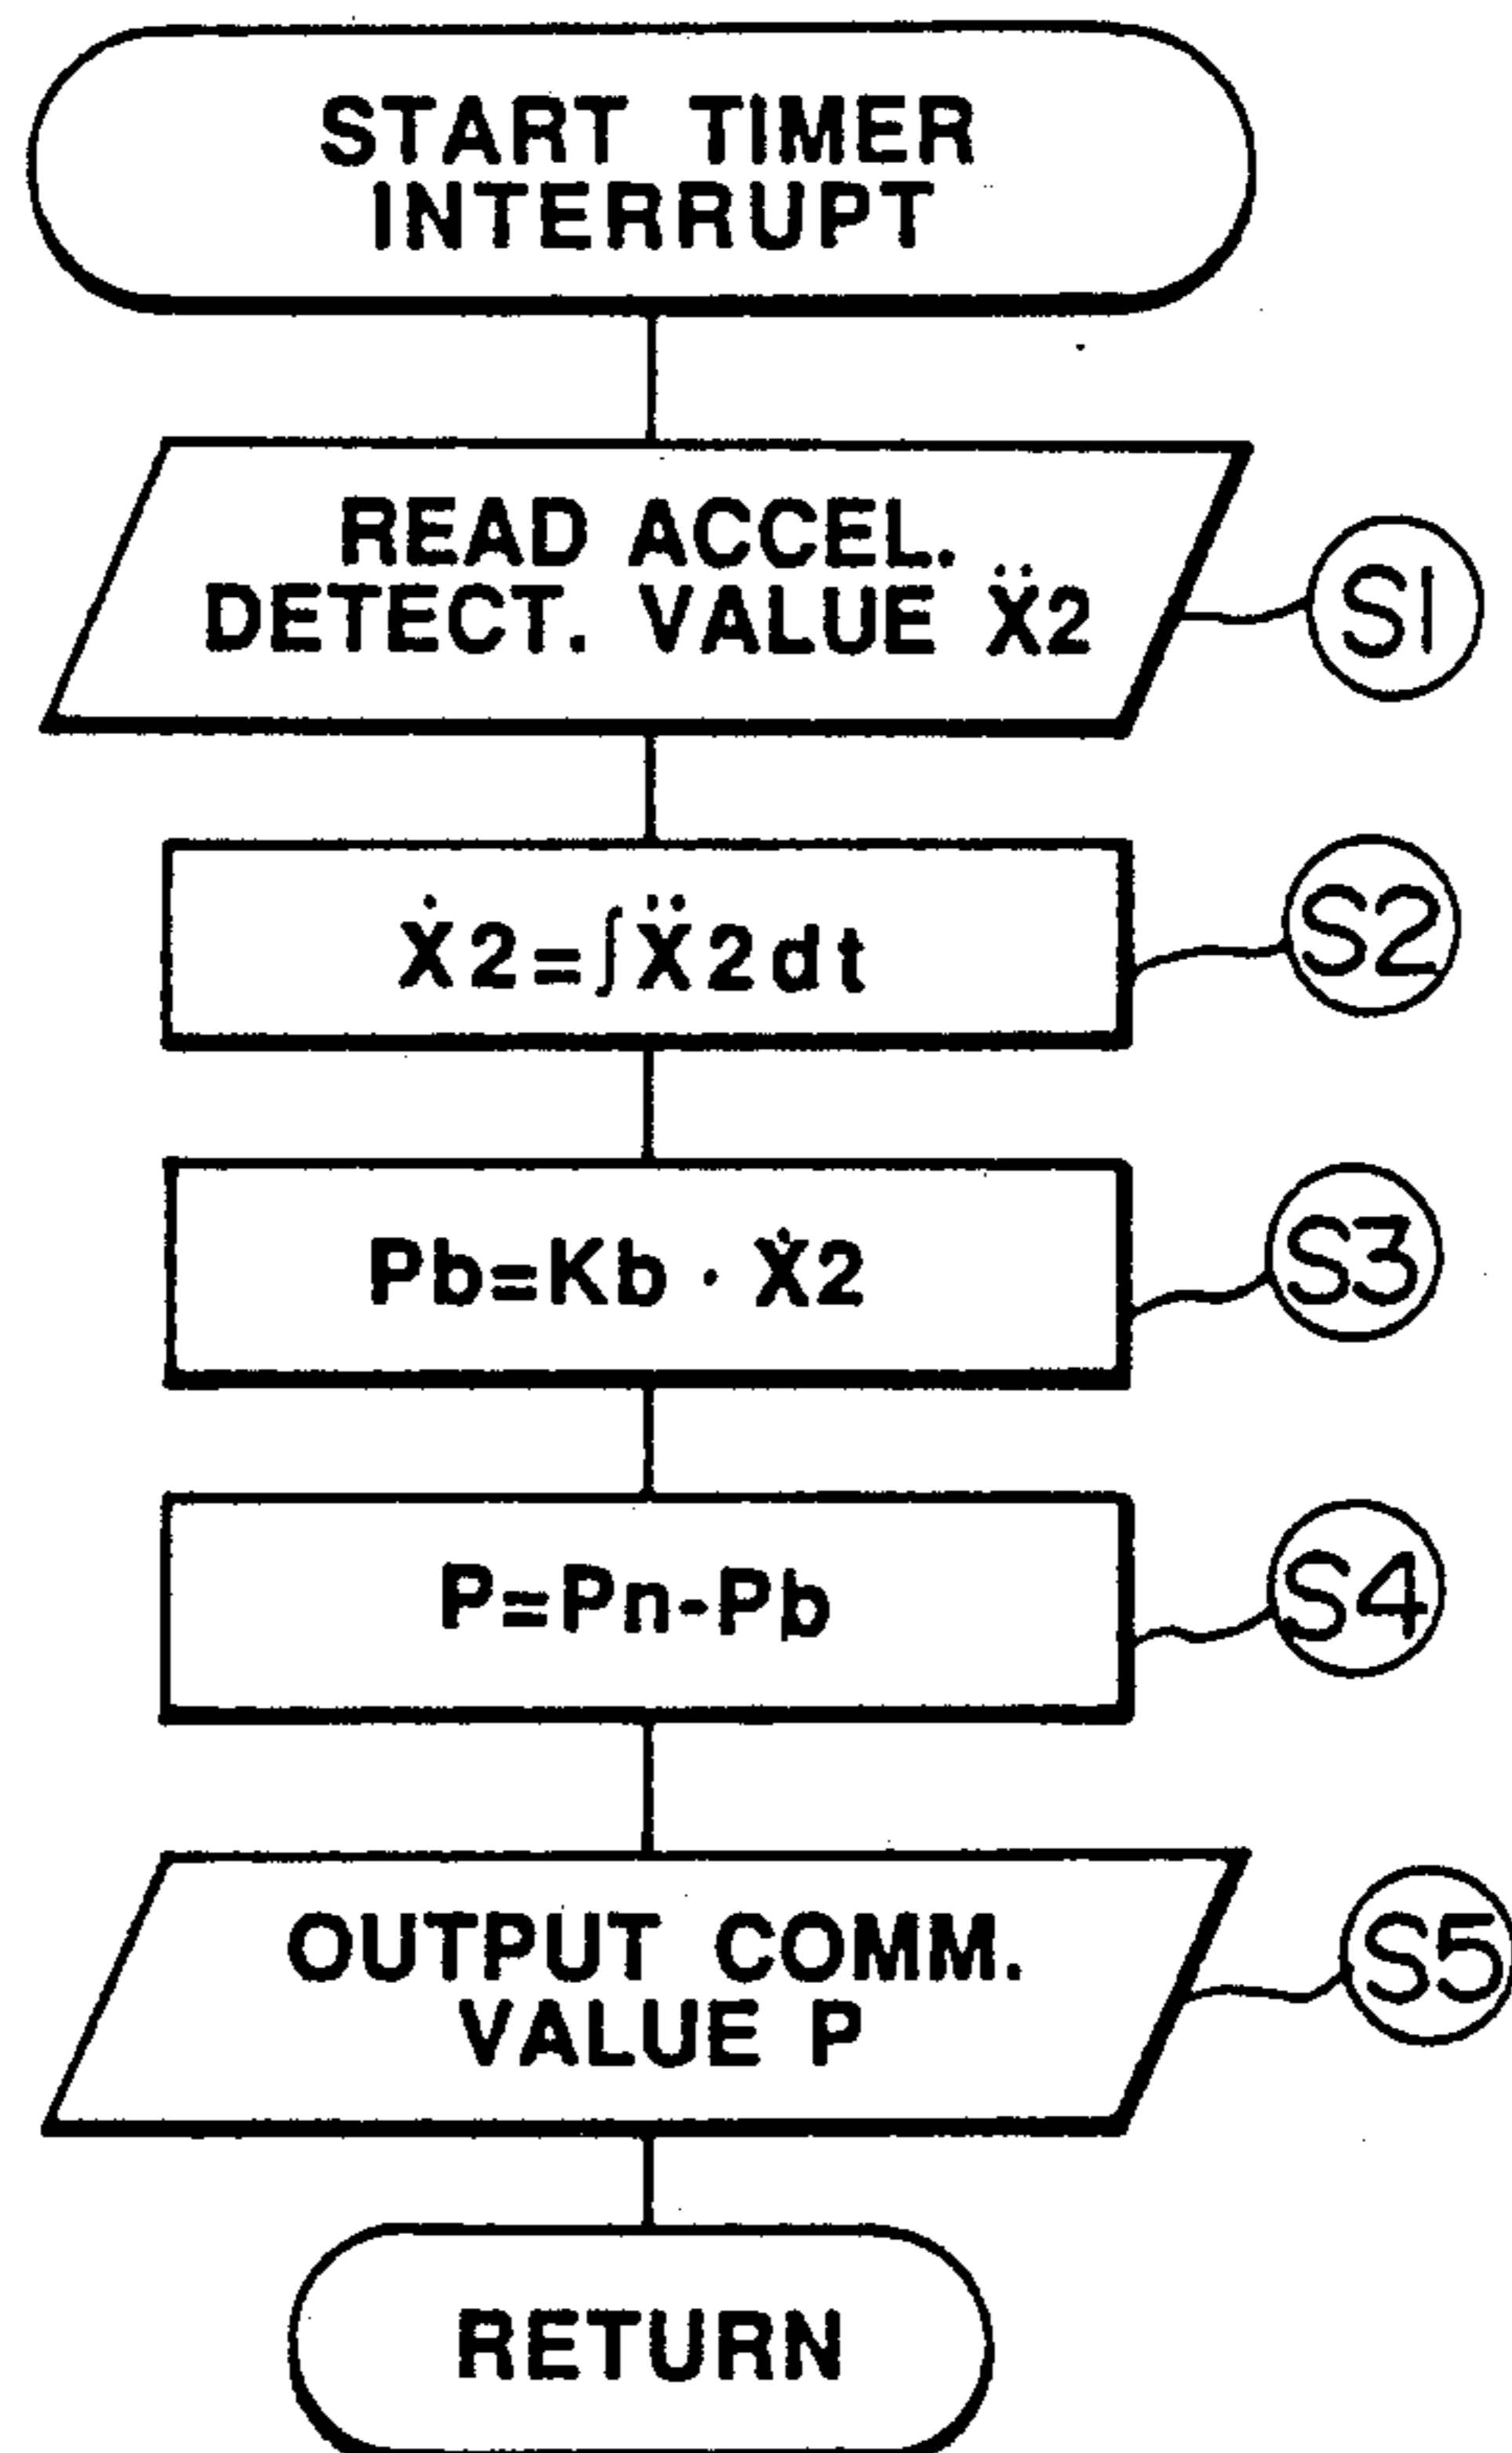 START TIMER
INTERRUPT
READ ACCEL.
DETECT. VALUE Ẍ2
S1
Ẋ2=∫Ẍ2dt
S2
Pb=Kb · Ẋ2
S3
P=Pn-Pb
S4
OUTPUT COMM.
VALUE P
S5
RETURN